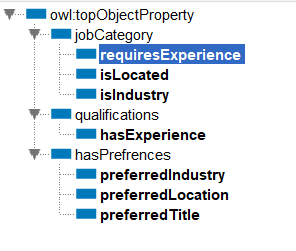 owl:topObjectProperty
jobCategory
requiresExperience
isLocated
isIndustry
qualifications
hasExperience
hasPrefrences
preferredIndustry
preferredLocation
preferredTitle